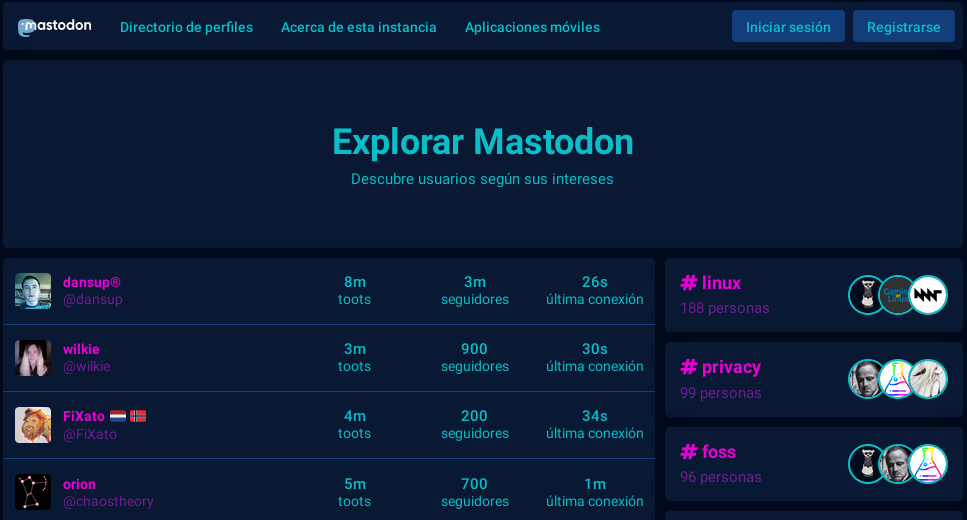 mastodon Directorio de perfiles Acerca de esta instancia Aplicaciones móviles Iniciar sesión Registrarse
Explorar Mastodon
Descubre usuarios según sus intereses
dansup® 8m 3m 26s
@dansup toots seguidores última conexión
wilkie 3m 900 30s
@wilkie toots seguidores última conexión
FiXato 4m 200 34s
@FiXato toots seguidores última conexión
orion 5m 700 1m
@chaostheory toots seguidores última conexión
# linux
188 personas
Gaming
Linux
# privacy
99 personas
# foss
96 personas